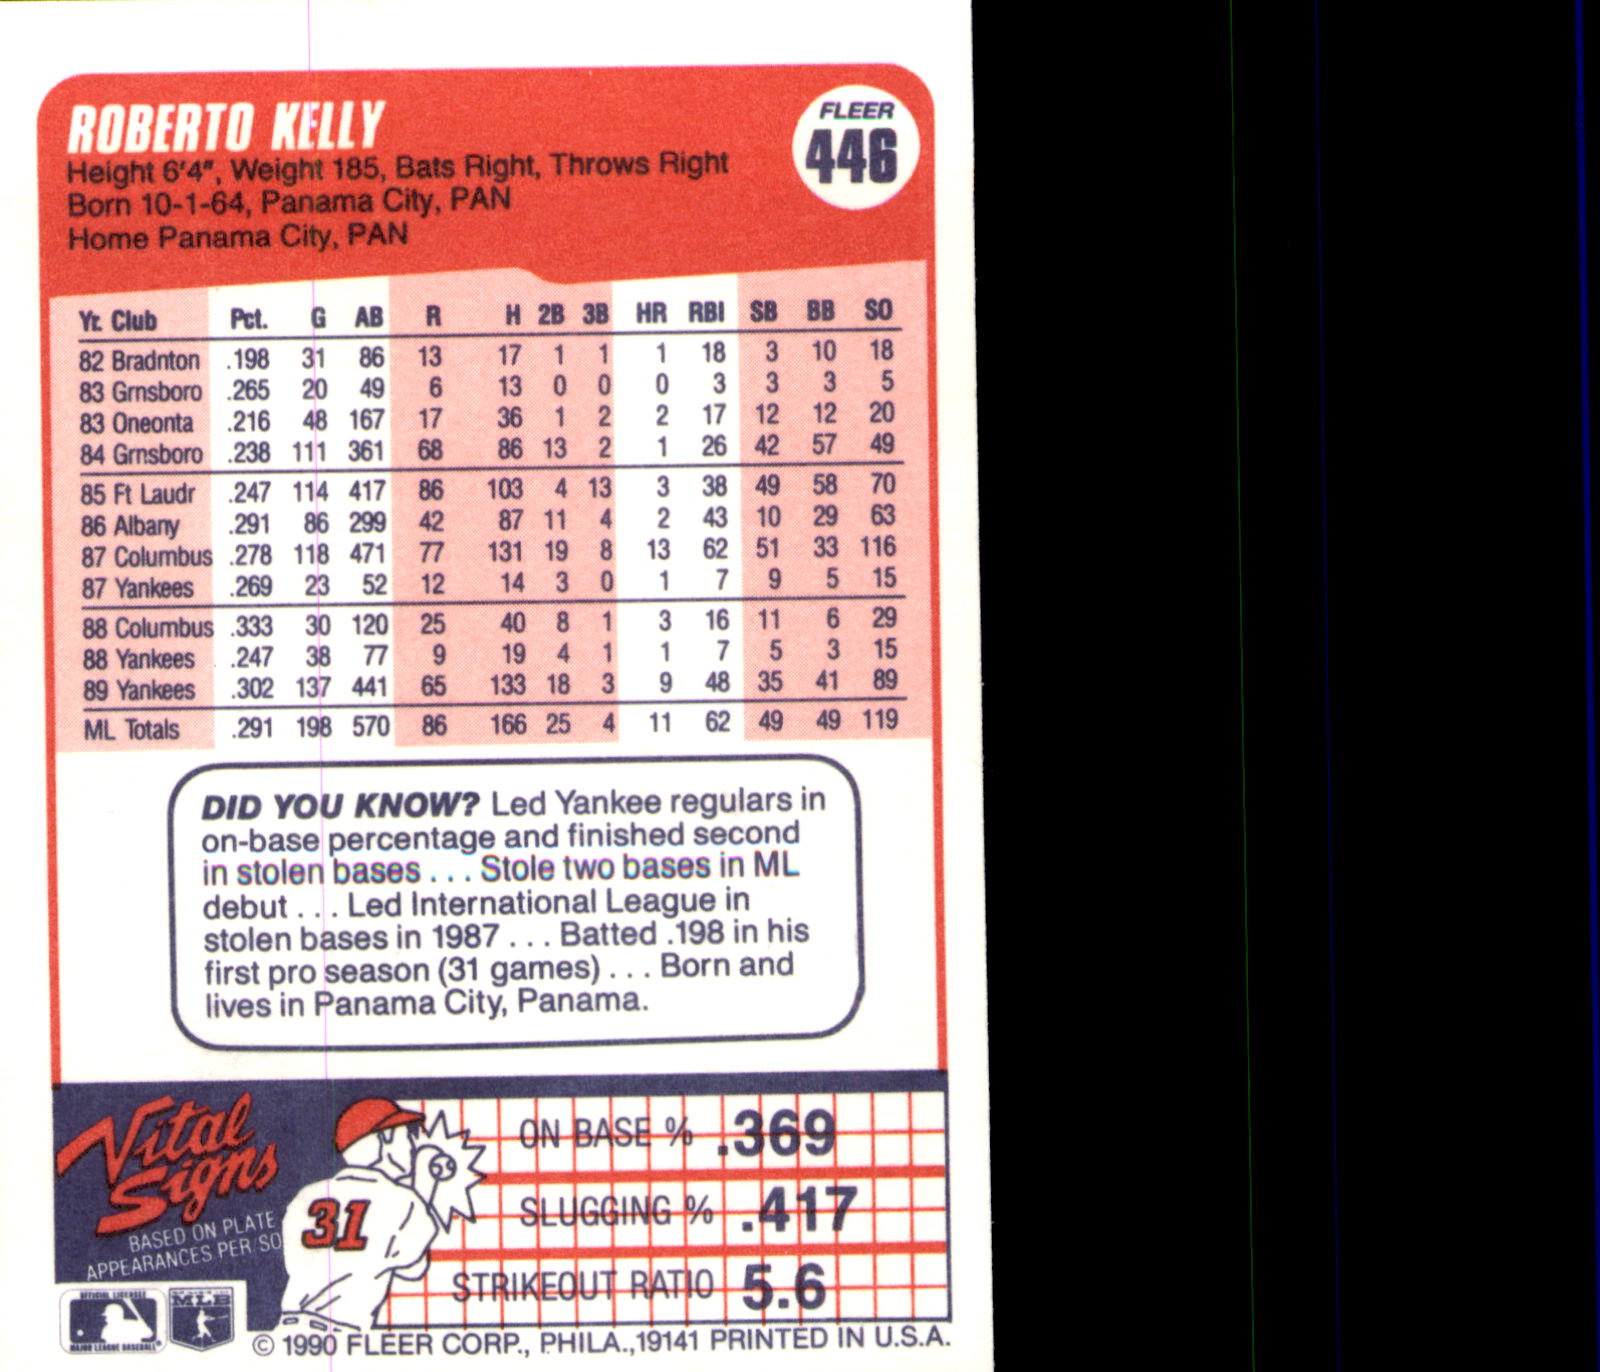 ROBERTO KELLY
FLEER
446
Height 6'4", Weight 185, Bats Right, Throws Right
Born 10-1-64, Panama City, PAN
Home Panama City, PAN
Yr. Club Pct. G AB R H 2B 3B HR RBI SB BB SO
82 Bradnton .198 31 86 13 17 1 1 1 18 3 10 18
83 Grnsboro .265 20 49 6 13 0 0 0 3 3 3 5
83 Oneonta .216 48 167 17 36 1 2 2 17 12 12 20
84 Grnsboro .238 111 361 68 86 13 2 1 26 42 57 49
85 Ft Laudr .247 114 417 86 103 4 13 3 38 49 58 70
86 Albany .291 86 299 42 87 11 4 2 43 10 29 63
87 Columbus .278 118 471 77 131 19 8 13 62 51 33 116
87 Yankees .269 23 52 12 14 3 0 1 7 9 5 15
88 Columbus .333 30 120 25 40 8 1 3 16 11 6 29
88 Yankees .247 38 77 9 19 4 1 1 7 5 3 15
89 Yankees .302 137 441 65 133 18 3 9 48 35 41 89
ML Totals .291 198 570 86 166 25 4 11 62 49 49 119
DID YOU KNOW? Led Yankee regulars in
on-base percentage and finished second
in stolen bases . . . Stole two bases in ML
debut . . . Led International League in
stolen bases in 1987 . . . Batted .198 in his
first pro season (31 games) . . . Born and
lives in Panama City, Panama.
Vital
Signs
BASED ON PLATE
APPEARANCES PER SO
31
ON BASE % .369
SLUGGING % .417
STRIKEOUT RATIO 5.6
OFFICIAL LICENSEE
MAJOR LEAGUE BASEBALL
MLB
© 1990 FLEER CORP., PHILA.,19141 PRINTED IN U.S.A.